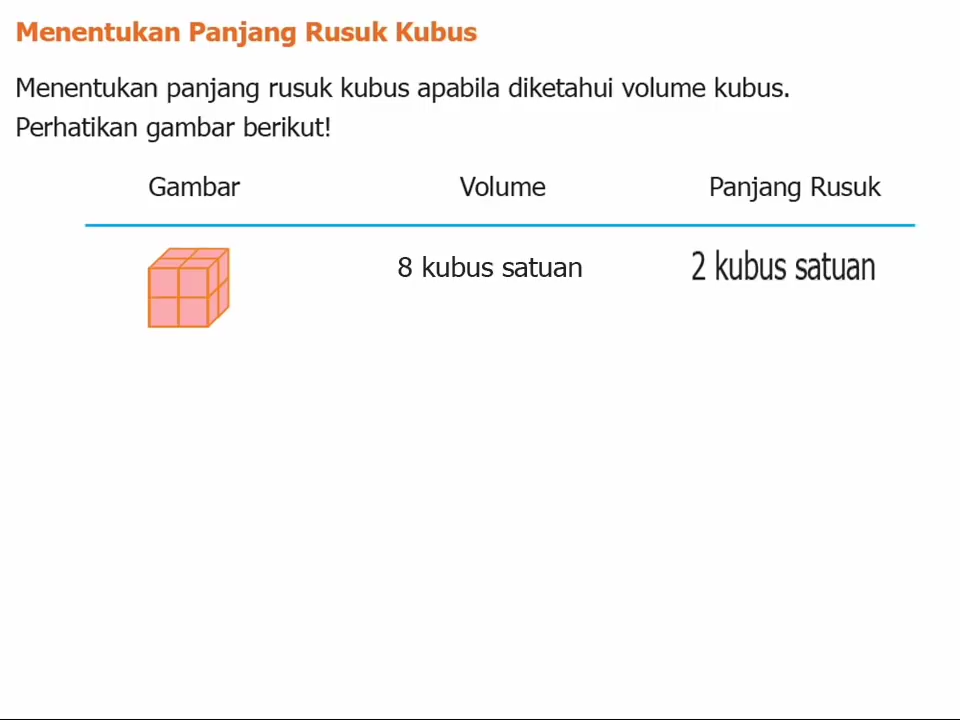 Menentukan Panjang Rusuk Kubus
Menentukan panjang rusuk kubus apabila diketahui volume kubus.
Perhatikan gambar berikut!
Gambar Volume Panjang Rusuk
8 kubus satuan 2 kubus satuan